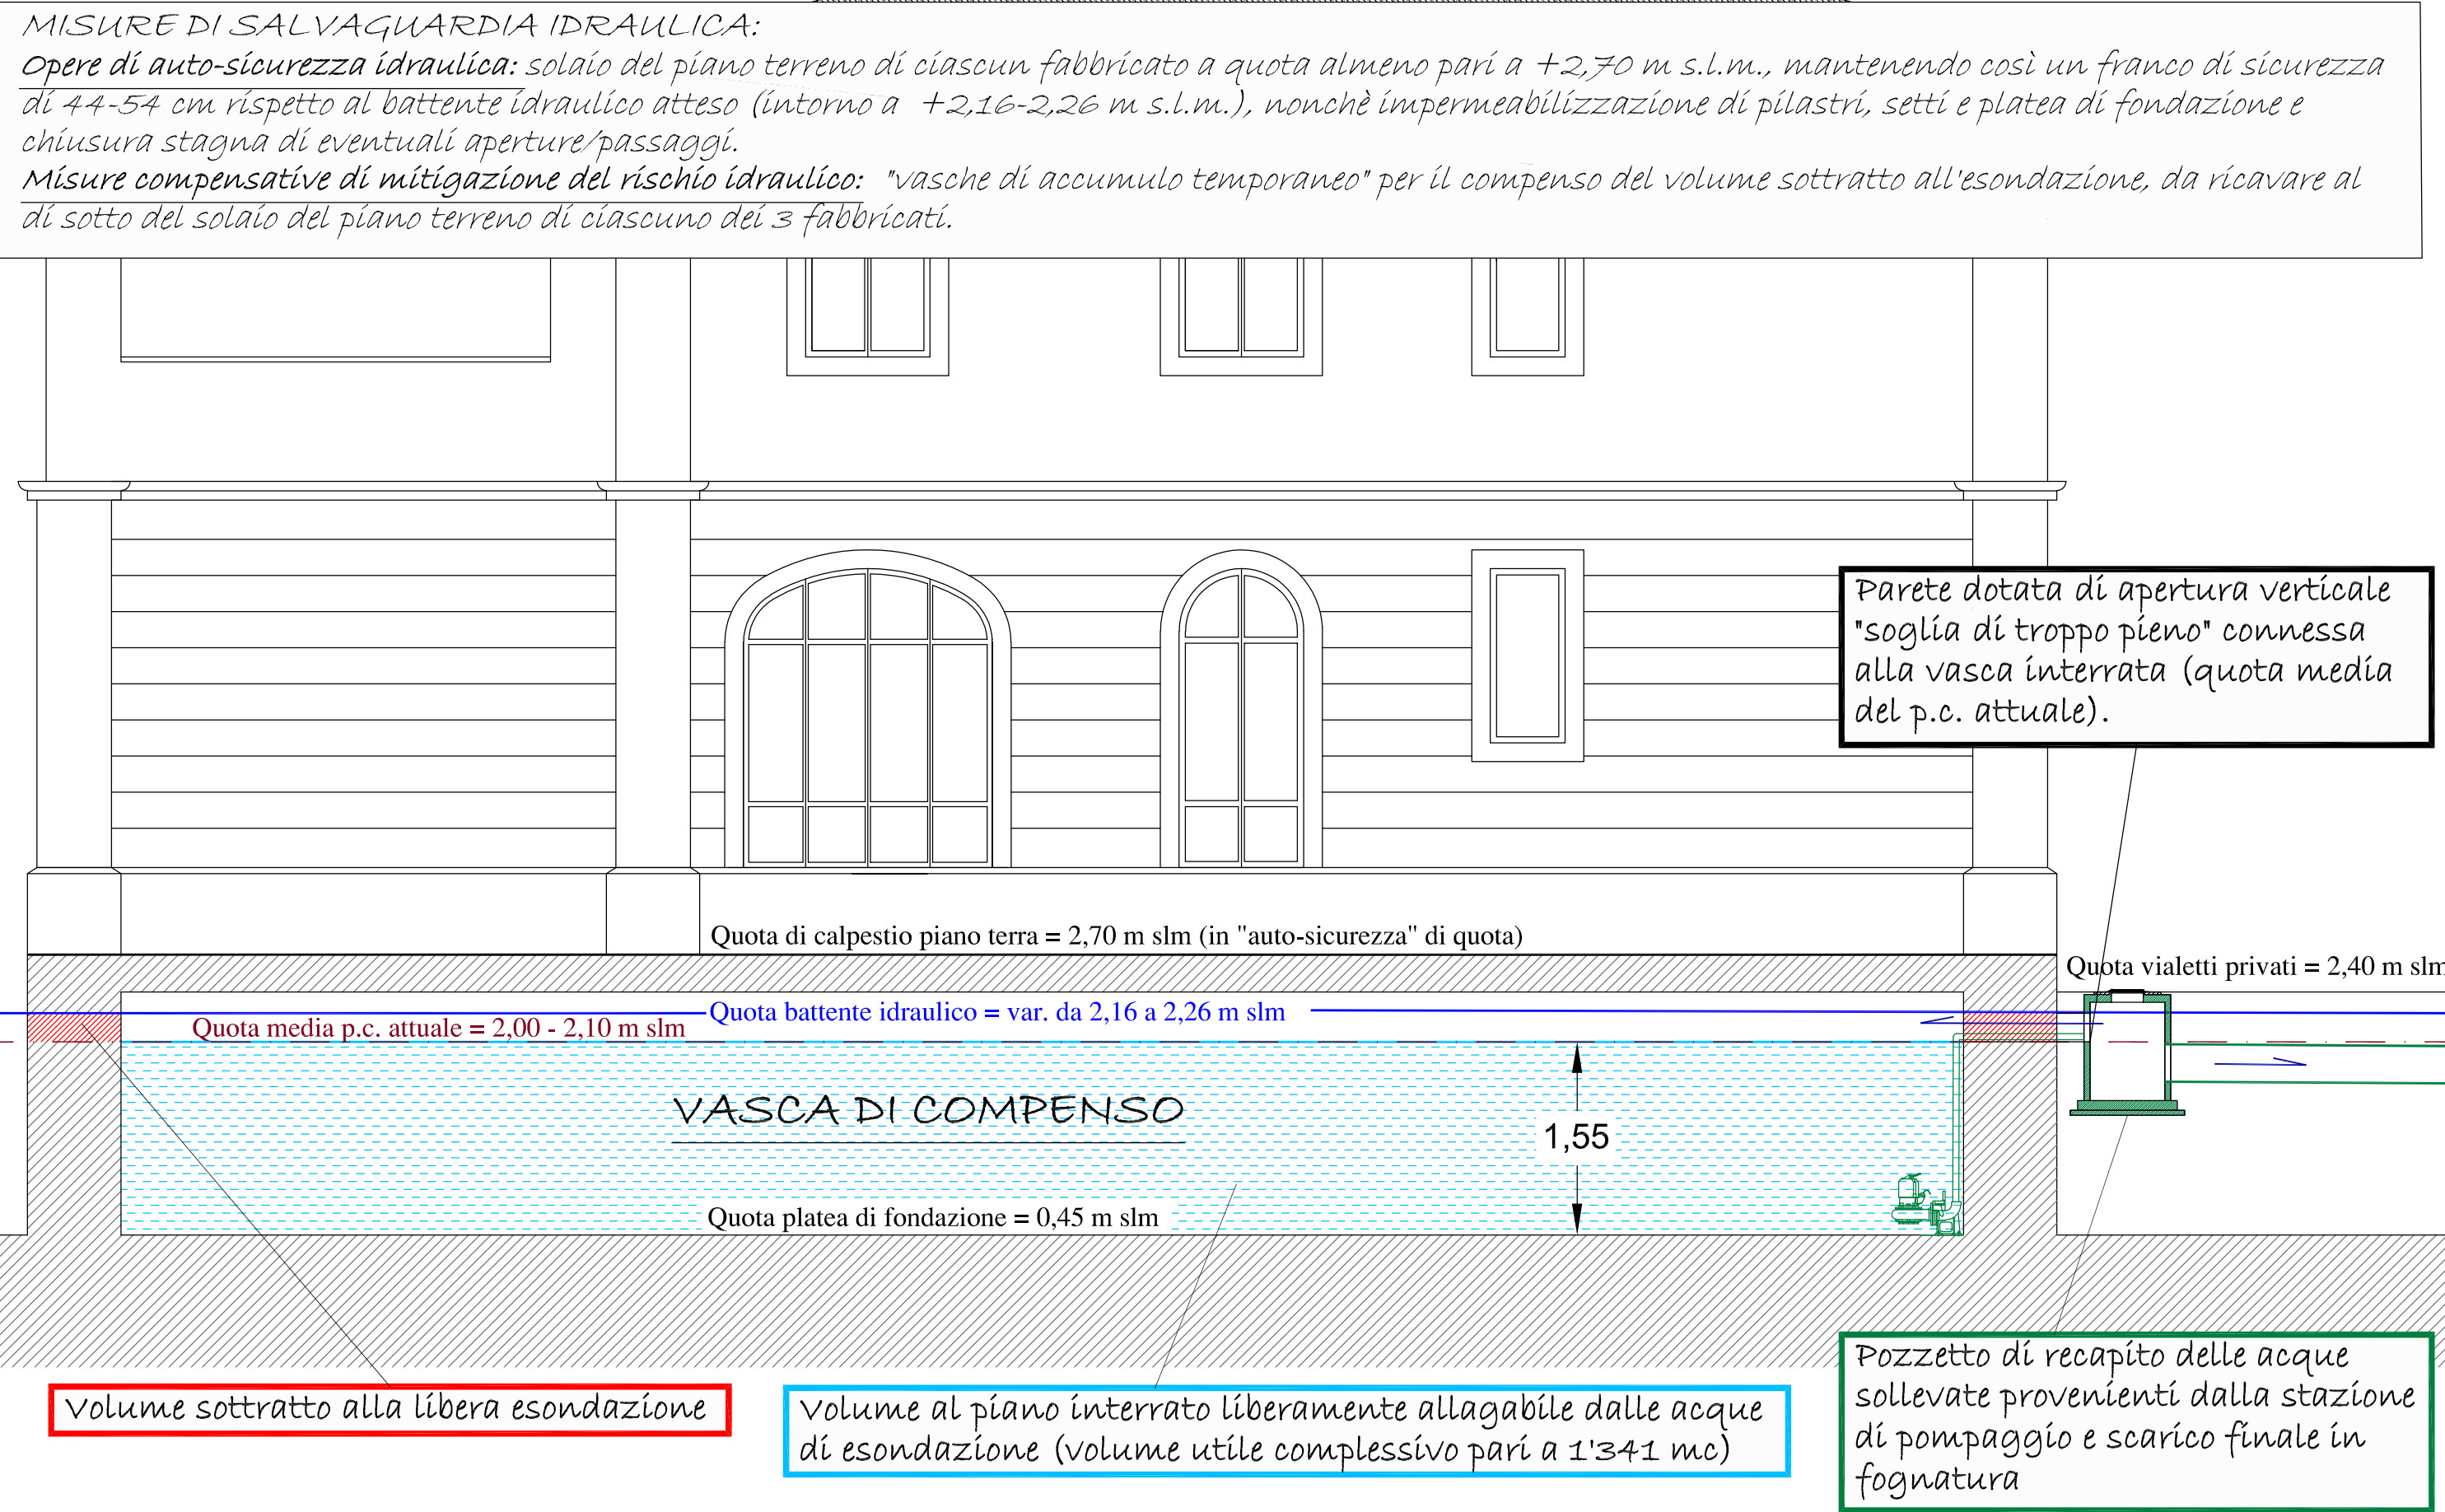 MISURE DI SALVAGUARDIA IDRAULICA:
Opere di auto-sicurezza idraulica: solaio del piano terreno di ciascun fabbricato a quota almeno pari a +2,70 m s.l.m., mantenendo così un franco di sicurezza
di 44-54 cm rispetto al battente idraulico atteso (intorno a +2,16-2,26 m s.l.m.), nonchè impermeabilizzazione di pilastri, setti e platea di fondazione e
chiusura stagna di eventuali aperture/passaggi.
Misure compensative di mitigazione del rischio idraulico: "vasche di accumulo temporaneo" per il compenso del volume sottratto all'esondazione, da ricavare al
di sotto del solaio del piano terreno di ciascuno dei 3 fabbricati.
Parete dotata di apertura verticale
"soglia di troppo pieno" connessa
alla vasca interrata (quota media
del p.c. attuale).
Quota di calpestio piano terra = 2,70 m slm (in "auto-sicurezza" di quota)
Quota vialetti privati = 2,40 m slm
Quota battente idraulico = var. da 2,16 a 2,26 m slm
Quota media p.c. attuale = 2,00 - 2,10 m slm
VASCA DI COMPENSO
1,55
Quota platea di fondazione = 0,45 m slm
Volume sottratto alla libera esondazione
Volume al piano interrato liberamente allagabile dalle acque
di esondazione (volume utile complessivo pari a 1'341 mc)
Pozzetto di recapito delle acque
sollevate provenienti dalla stazione
di pompaggio e scarico finale in
fognatura